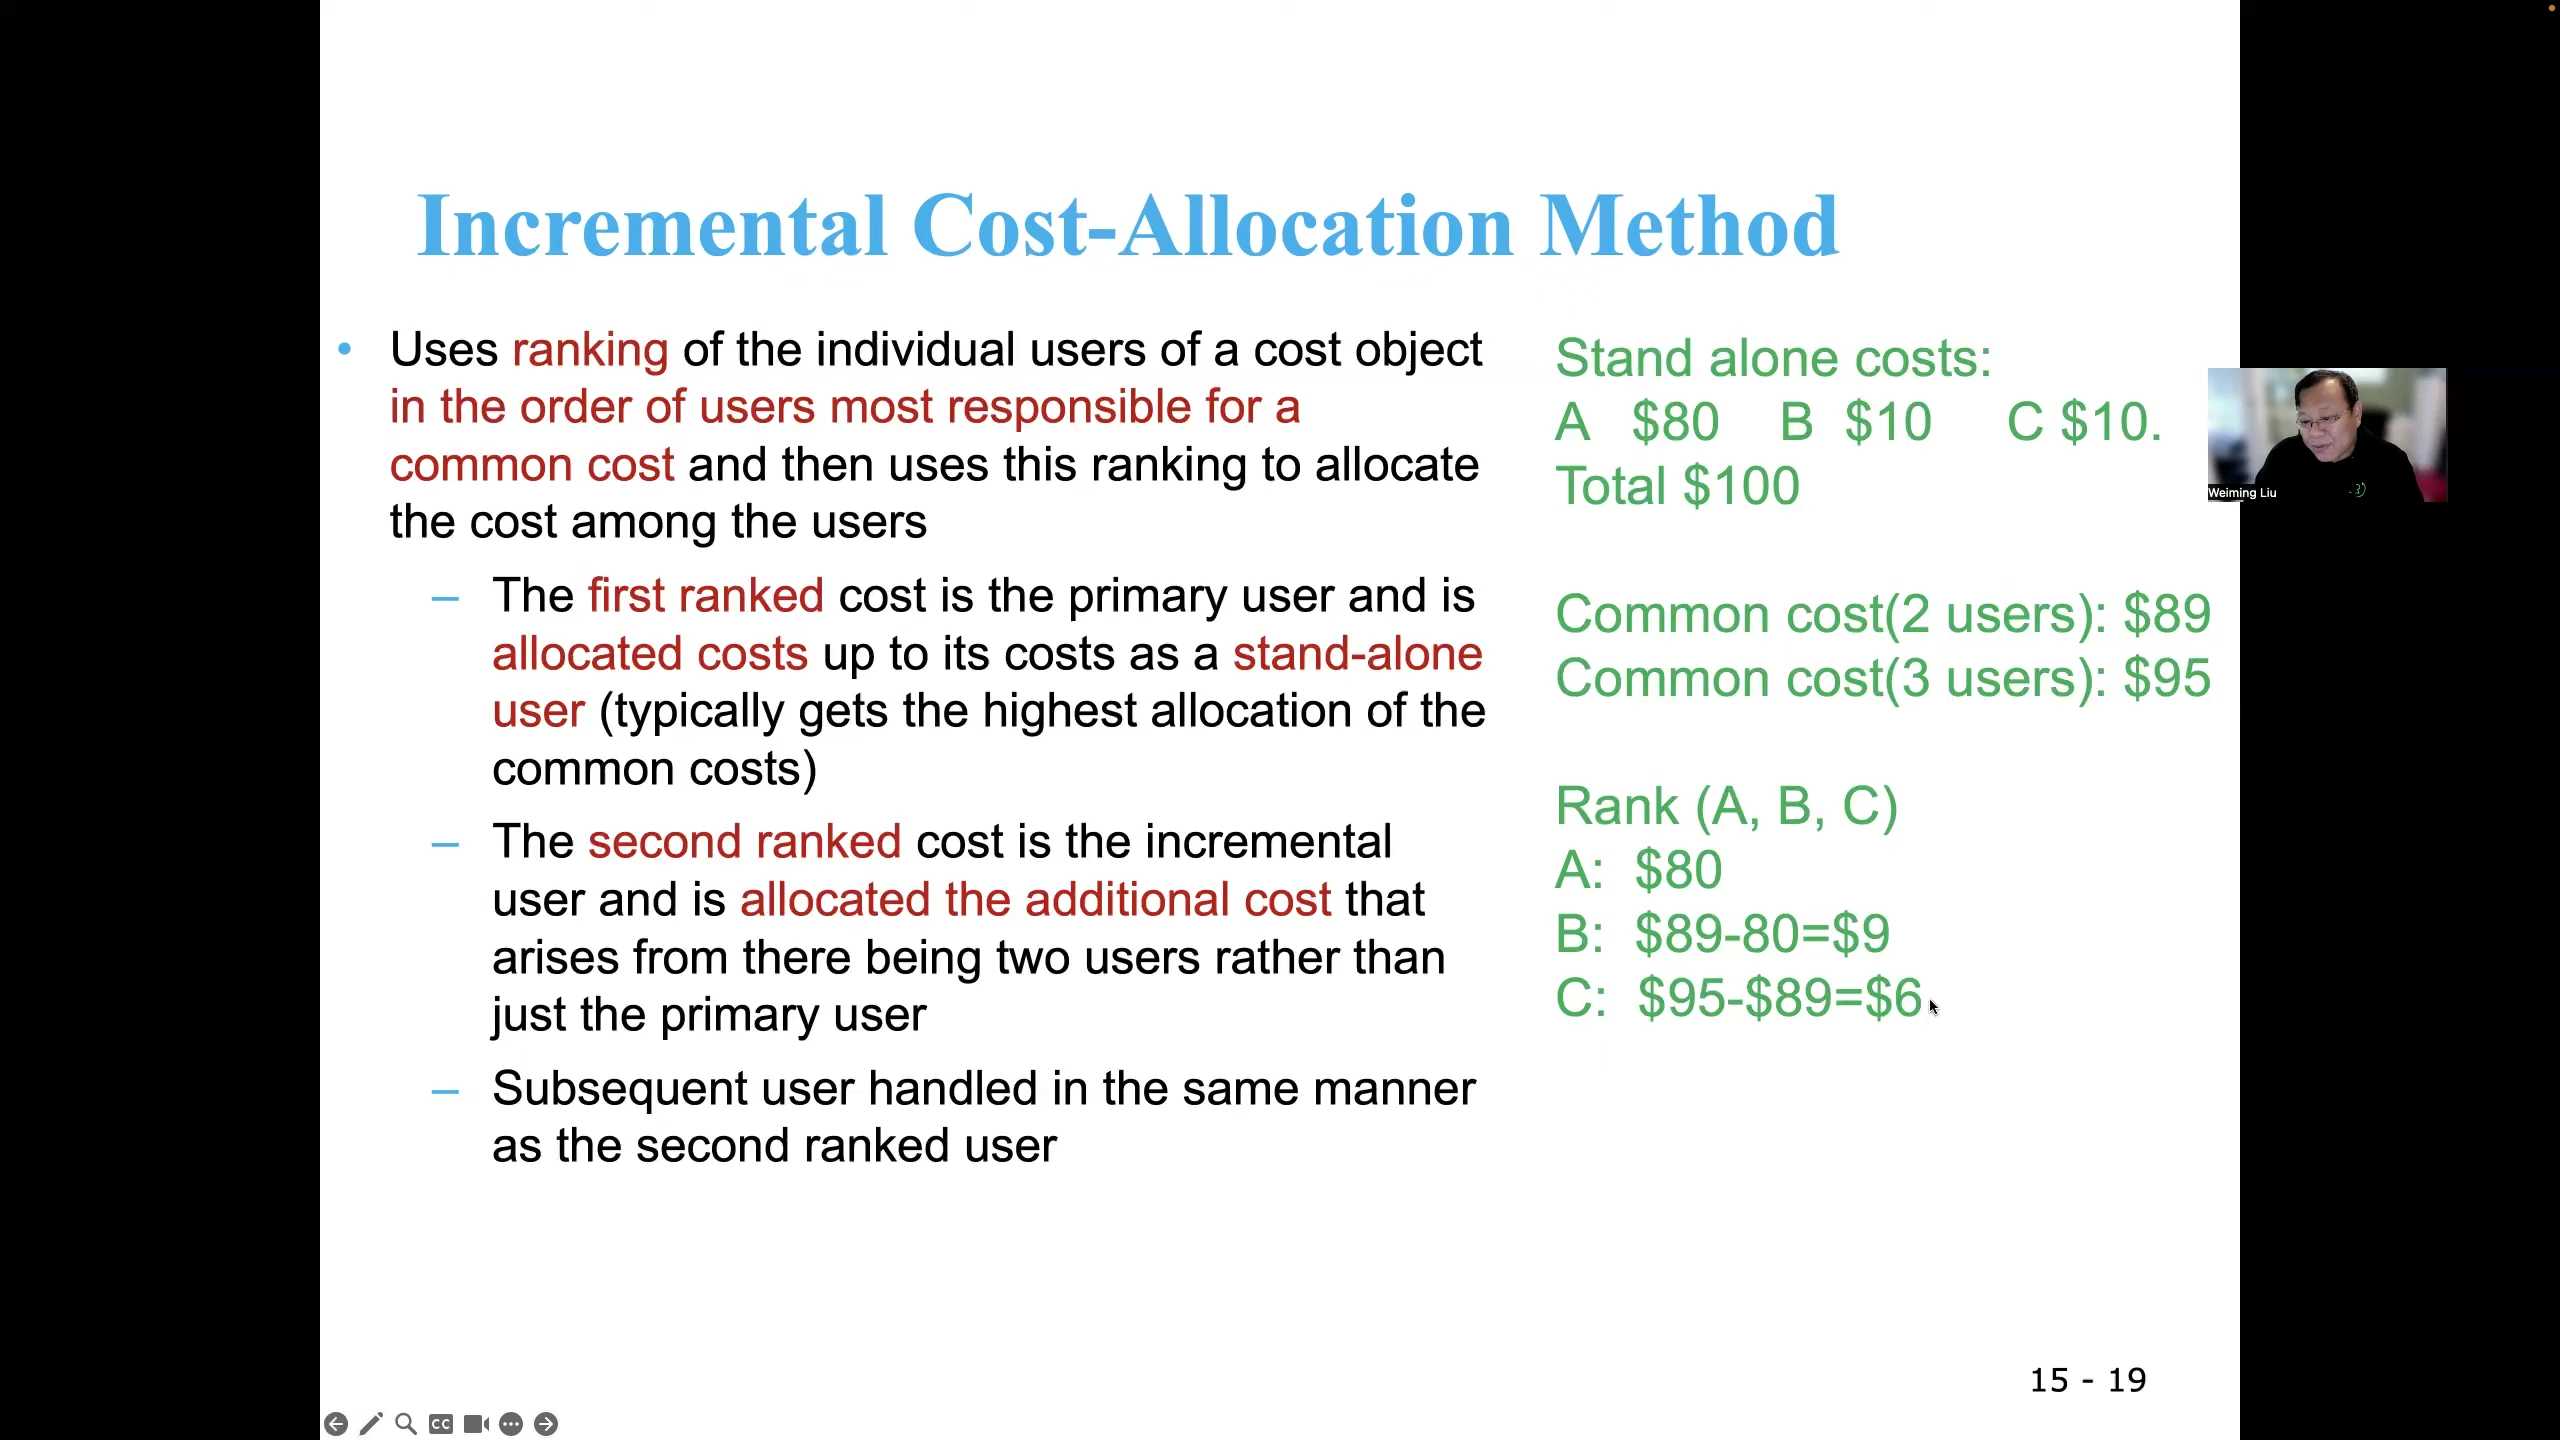 Incremental Cost-Allocation Method
• Uses ranking of the individual users of a cost object
in the order of users most responsible for a
common cost and then uses this ranking to allocate
the cost among the users
– The first ranked cost is the primary user and is
allocated costs up to its costs as a stand-alone
user (typically gets the highest allocation of the
common costs)
– The second ranked cost is the incremental
user and is allocated the additional cost that
arises from there being two users rather than
just the primary user
– Subsequent user handled in the same manner
as the second ranked user
Stand alone costs:
A $80 B $10 C $10.
Total $100
Common cost(2 users): $89
Common cost(3 users): $95
Rank (A, B, C)
A: $80
B: $89-80=$9
C: $95-$89=$6
Weiming Liu
15 - 19
CC